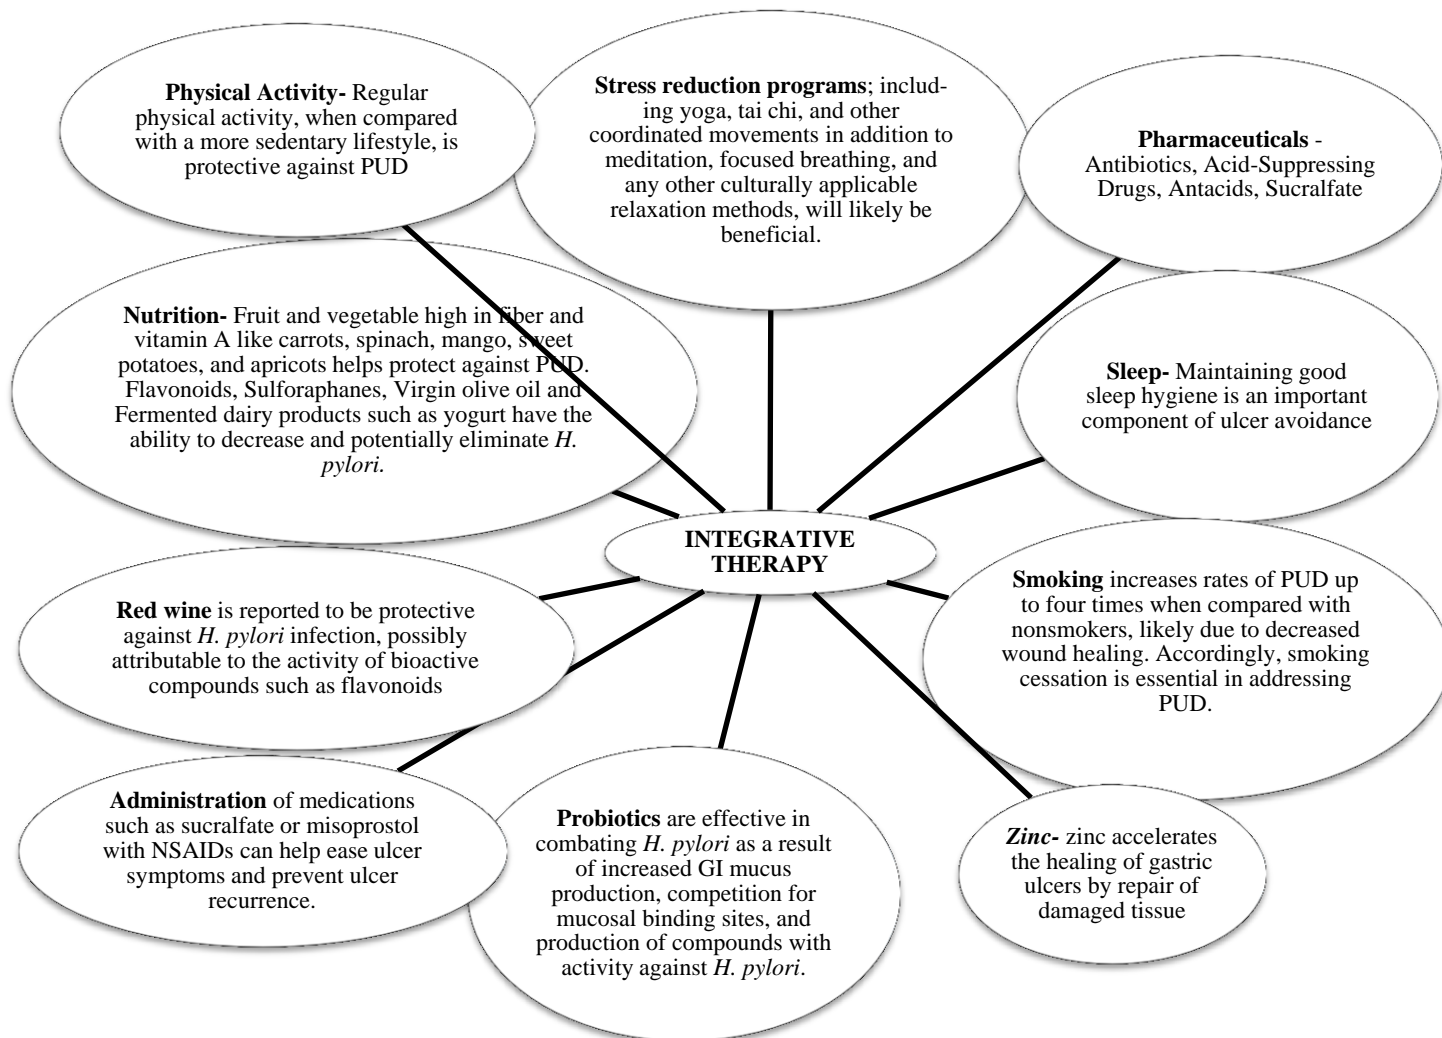 Physical Activity- Regular
physical activity, when compared
with a more sedentary lifestyle, is
protective against PUD
Stress reduction programs; includ-
ing yoga, tai chi, and other
coordinated movements in addition to
meditation, focused breathing, and
any other culturally applicable
relaxation methods, will likely be
beneficial.
Pharmaceuticals -
Antibiotics, Acid-Suppressing
Drugs, Antacids, Sucralfate
Nutrition- Fruit and vegetable high in fiber and
vitamin A like carrots, spinach, mango, sweet
potatoes, and apricots helps protect against PUD.
Flavonoids, Sulforaphanes, Virgin olive oil and
Fermented dairy products such as yogurt have the
ability to decrease and potentially eliminate H.
pylori.
Sleep- Maintaining good
sleep hygiene is an important
component of ulcer avoidance
INTEGRATIVE
THERAPY
Red wine is reported to be protective
against H. pylori infection, possibly
attributable to the activity of bioactive
compounds such as flavonoids
Smoking increases rates of PUD up
to four times when compared with
nonsmokers, likely due to decreased
wound healing. Accordingly, smoking
cessation is essential in addressing
PUD.
Administration of medications
such as sucralfate or misoprostol
with NSAIDs can help ease ulcer
symptoms and prevent ulcer
recurrence.
Probiotics are effective in
combating H. pylori as a result
of increased GI mucus
production, competition for
mucosal binding sites, and
production of compounds with
activity against H. pylori.
Zinc- zinc accelerates
the healing of gastric
ulcers by repair of
damaged tissue